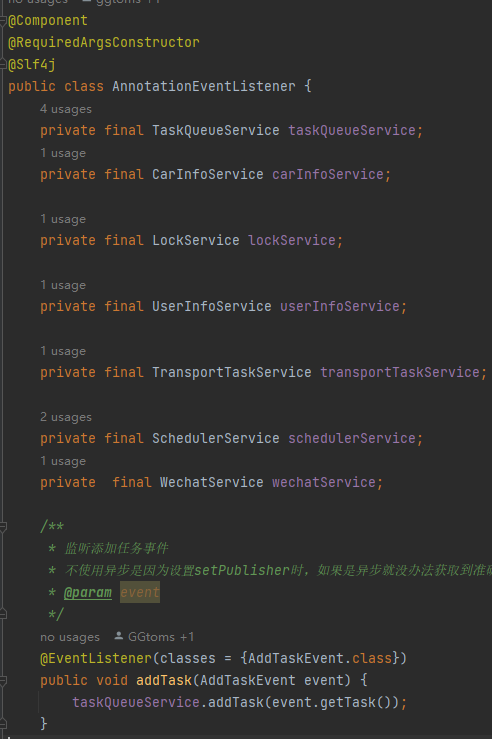 no usages ggtoms +1
@Component
@RequiredArgsConstructor
@Slf4j
public class AnnotationEventListener {
4 usages
private final TaskQueueService taskQueueService;
1 usage
private final CarInfoService carInfoService;
1 usage
private final LockService lockService;
1 usage
private final UserInfoService userInfoService;
1 usage
private final TransportTaskService transportTaskService;
2 usages
private final SchedulerService schedulerService;
1 usage
private  final WechatService wechatService;
/**
* 监听添加任务事件
* 不使用异步是因为设置setPublisher时，如果是异步就没办法获取到准确
* @param event
*/
no usages GGtoms +1
@EventListener(classes = {AddTaskEvent.class})
public void addTask(AddTaskEvent event) {
taskQueueService.addTask(event.getTask());
}